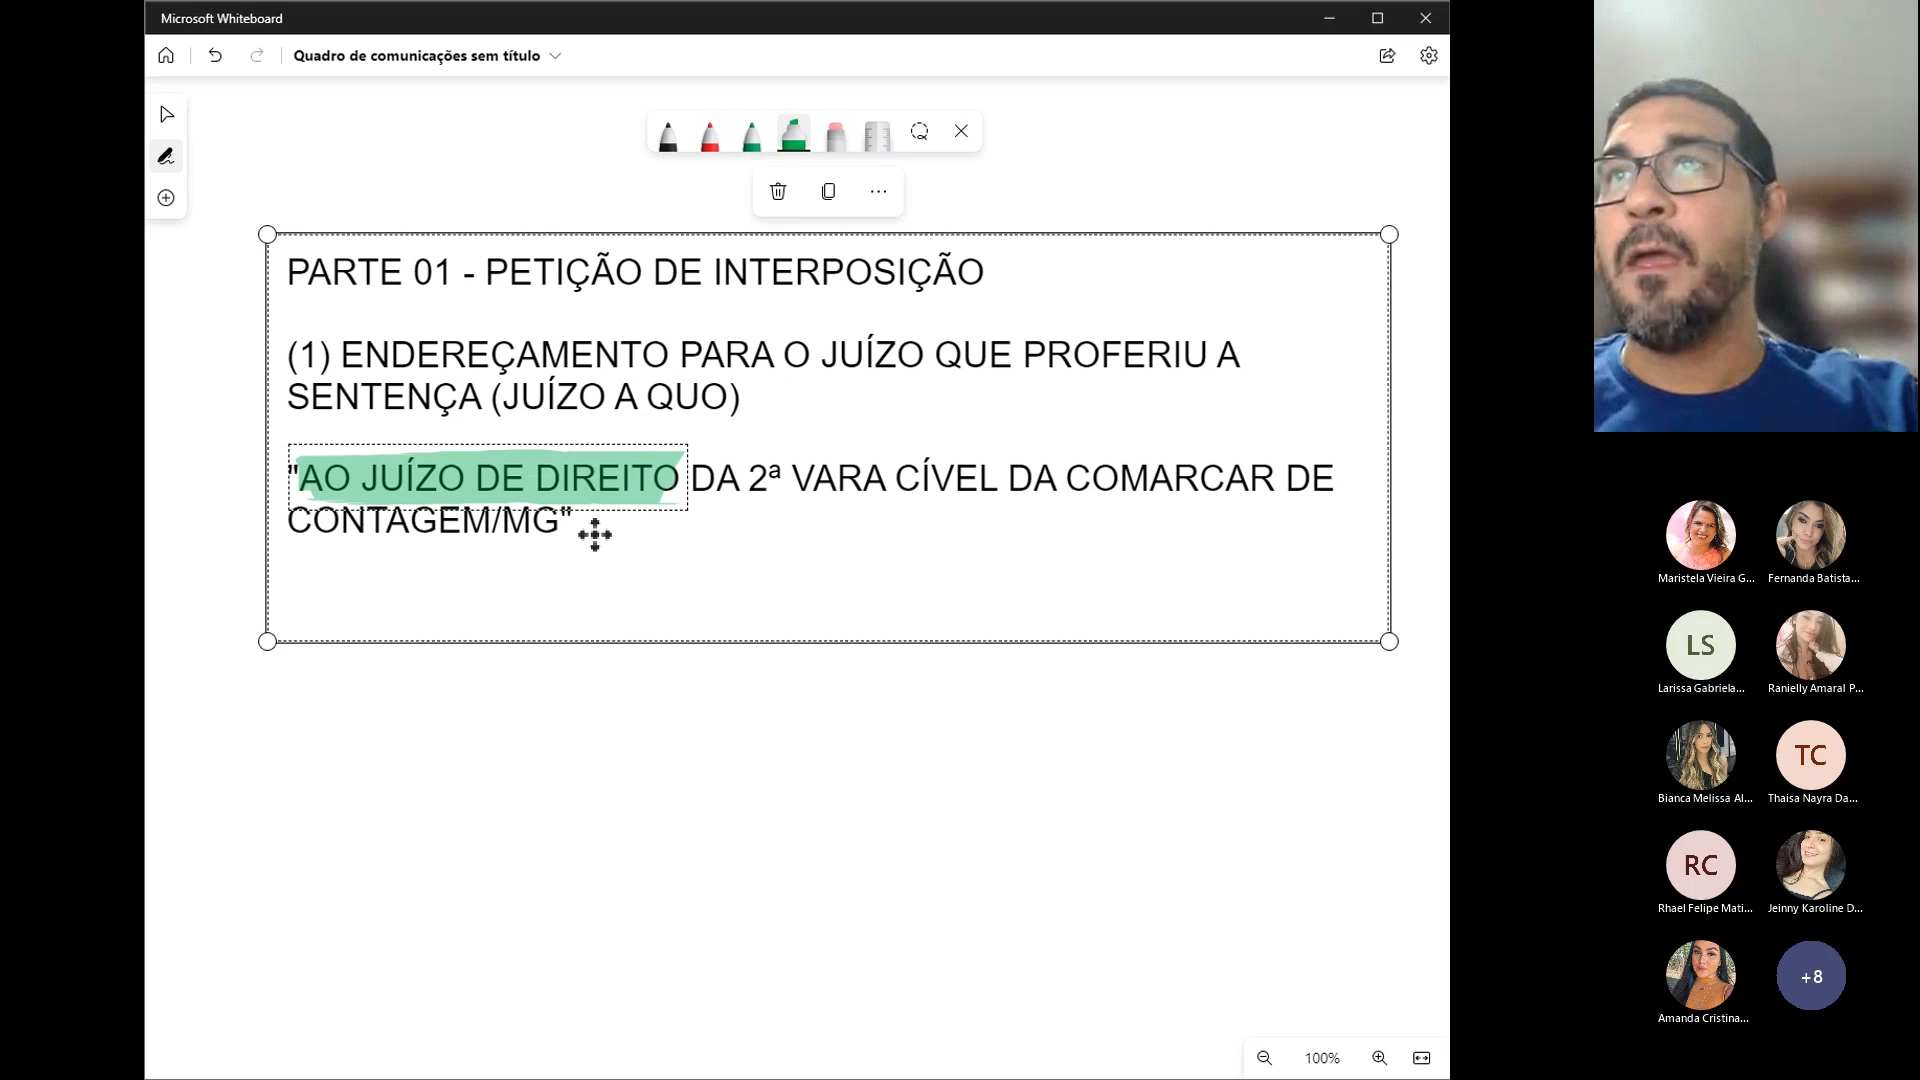 Microsoft Whiteboard
Quadro de comunicações sem título
PARTE 01 - PETIÇÃO DE INTERPOSIÇÃO
(1) ENDEREÇAMENTO PARA O JUÍZO QUE PROFERIU A
SENTENÇA (JUÍZO A QUO)
"AO JUÍZO DE DIREITO DA 2ª VARA CÍVEL DA COMARCAR DE
CONTAGEM/MG"
Maristela Vieira G...
Fernanda Batista...
LS
Larissa Gabriela...
Ranielly Amaral P...
TC
Bianca Melissa Al...
Thaisa Nayra Da...
RC
Rhael Felipe Mati...
Jeinny Karoline D...
+8
Amanda Cristina...
100%